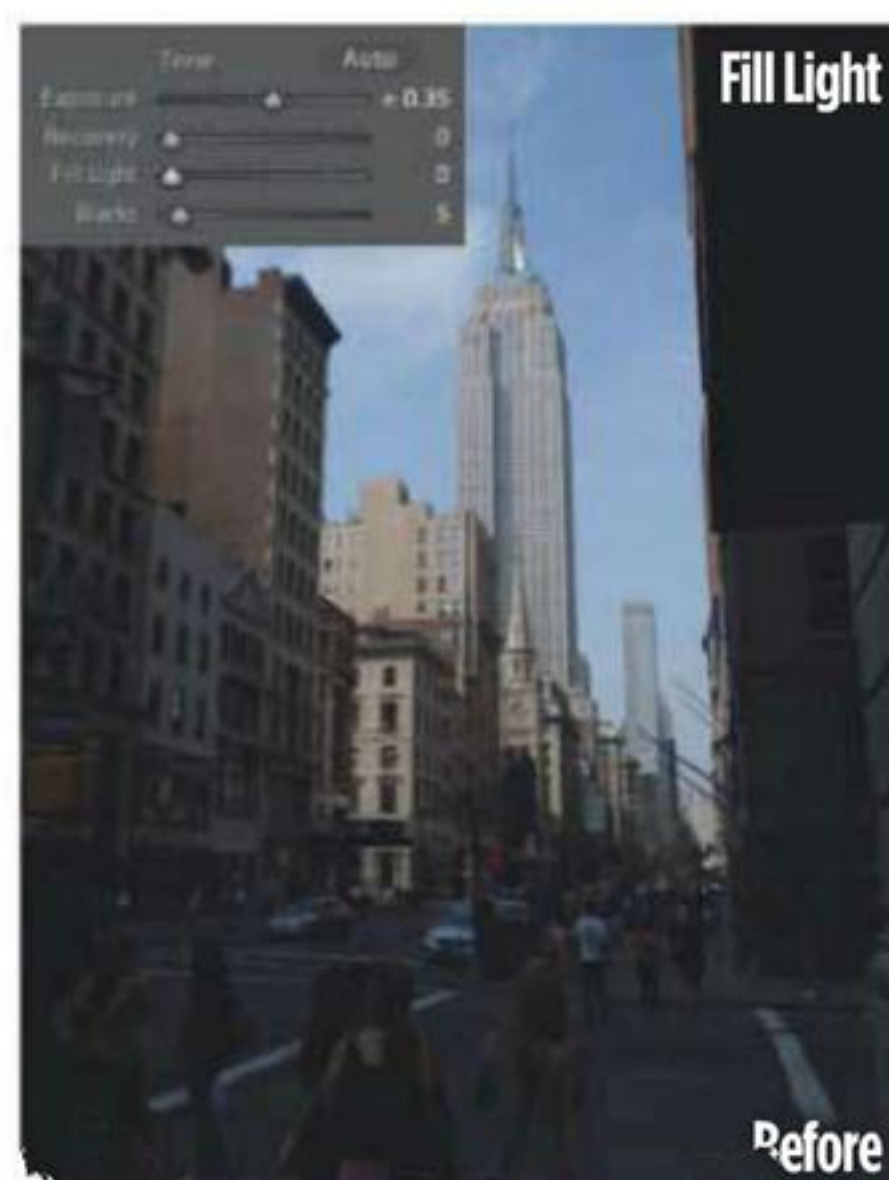 Fill Light
Tone Auto
Exposure + 0.35
Recovery 0
Fill Light 0
Blacks 5
Before